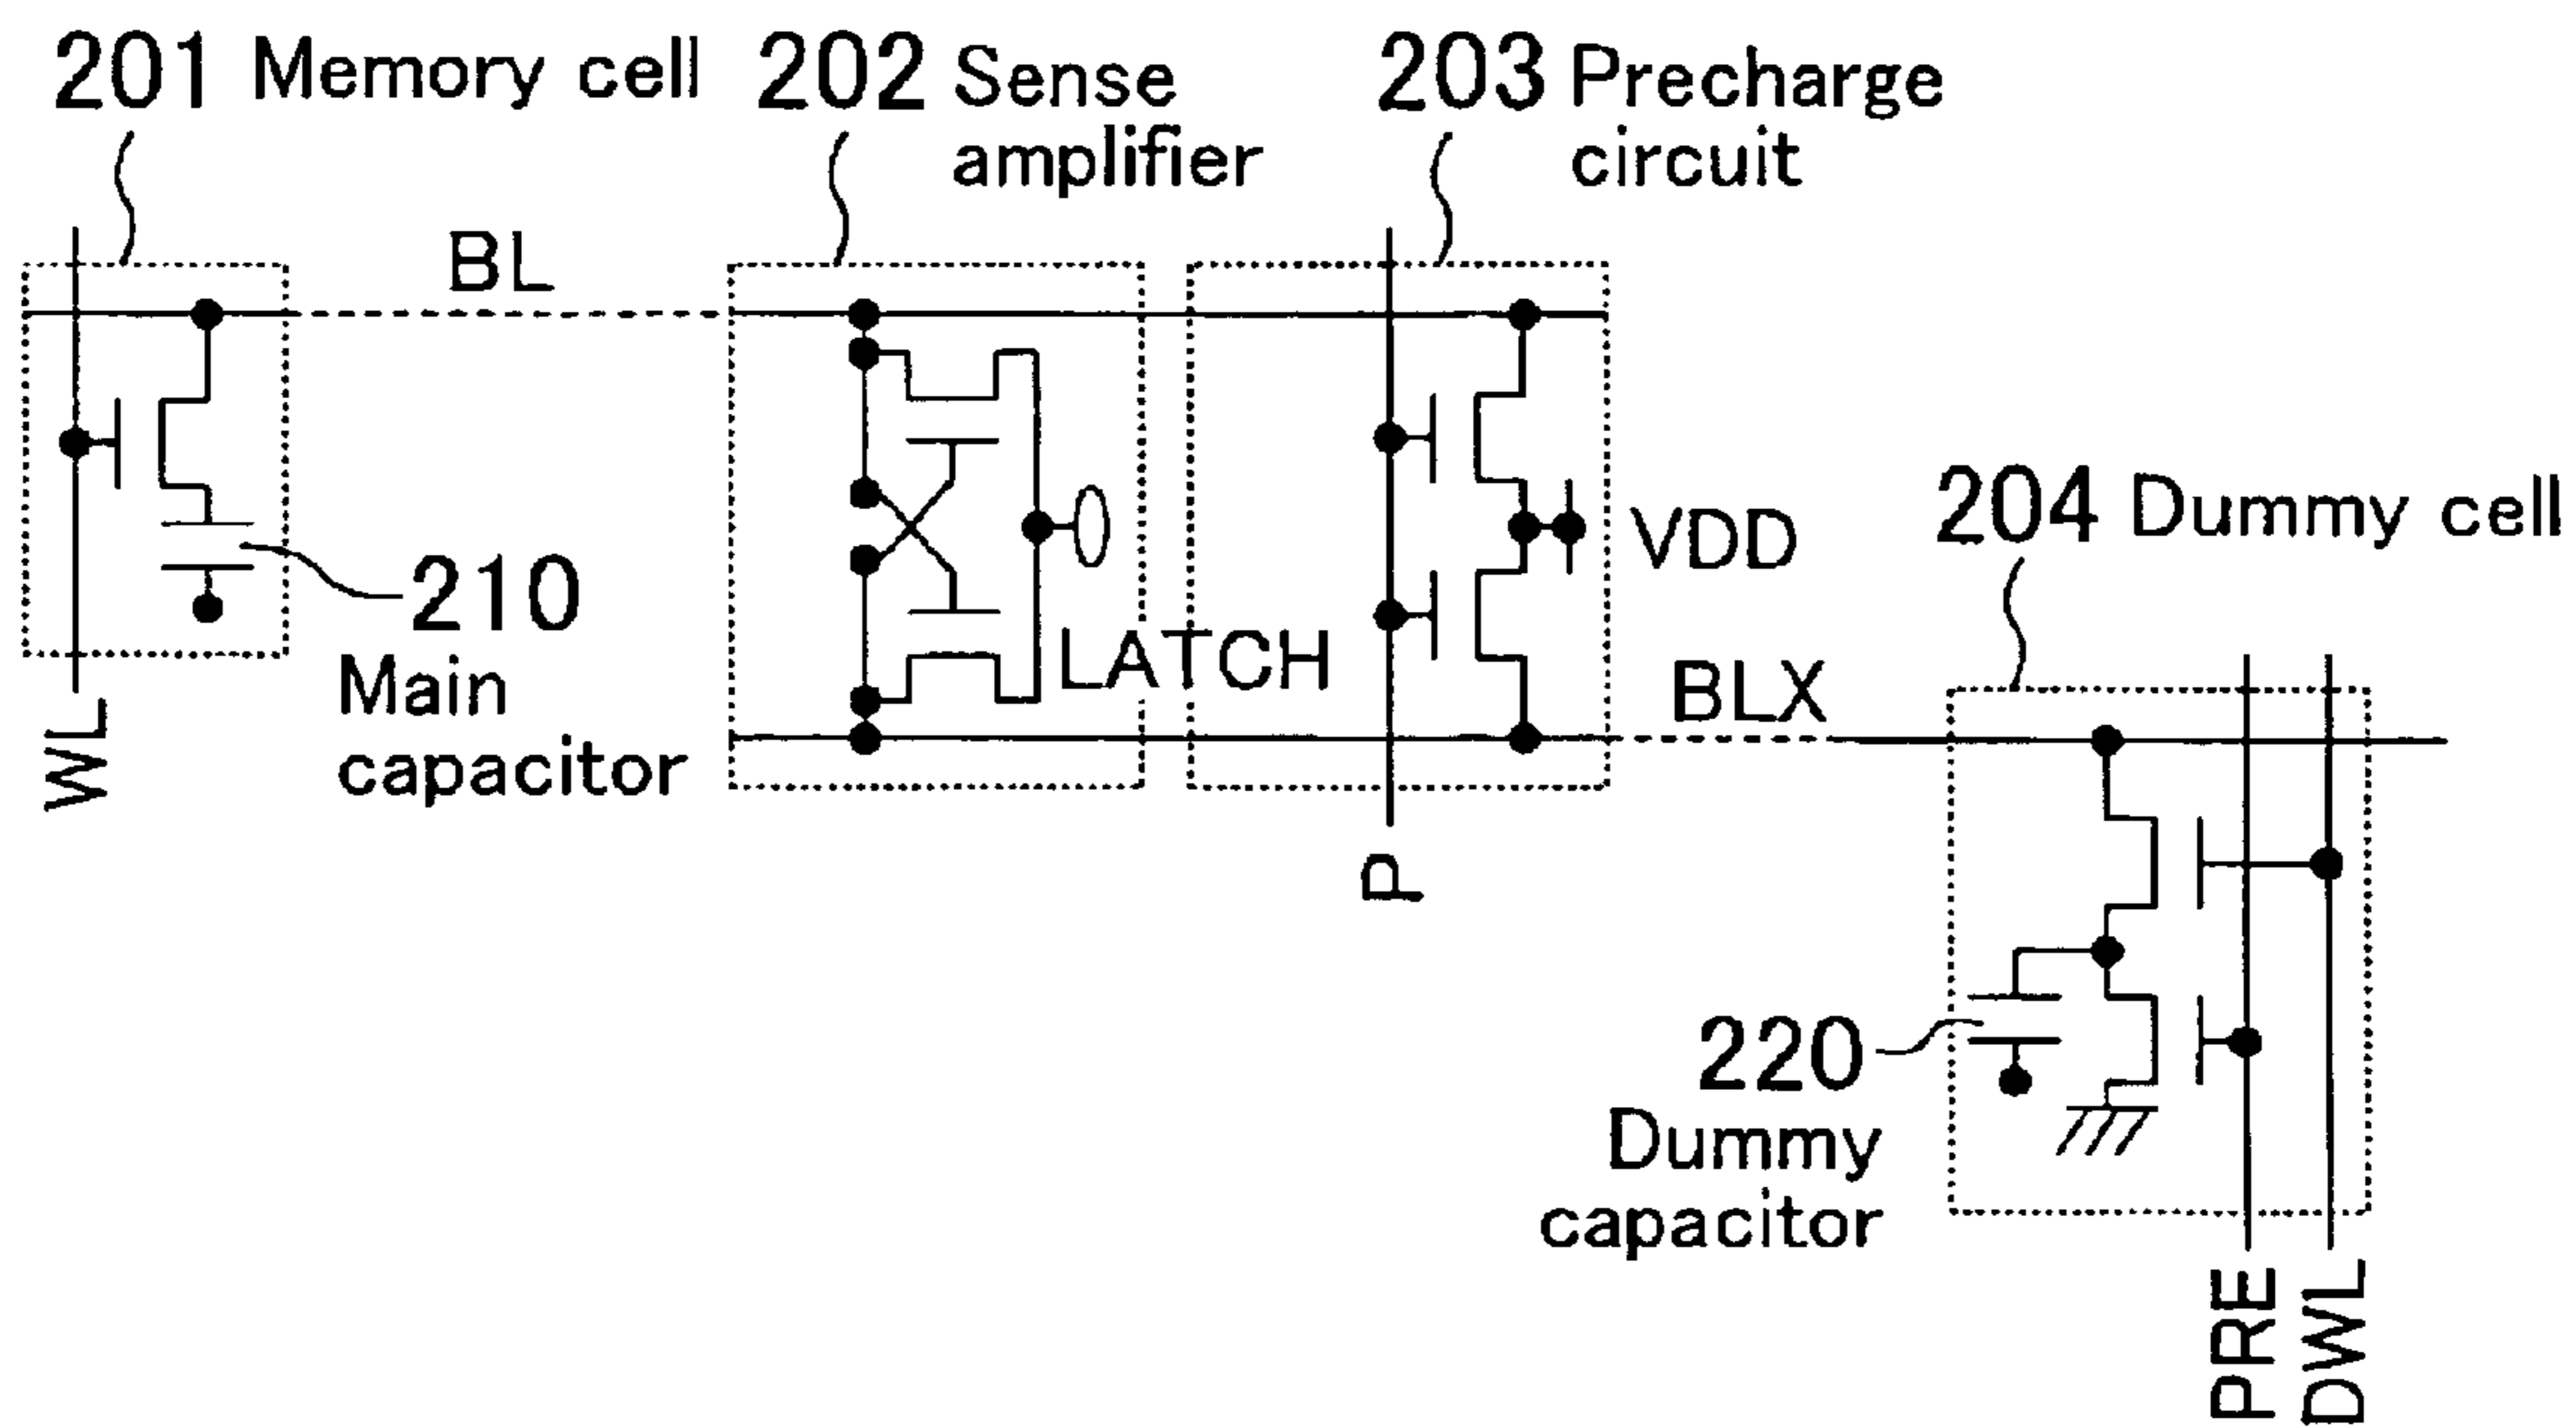 201 Memory cell
202 Sense
amplifier
203 Precharge
circuit
BL
204 Dummy cell
VDD
210
Main
capacitor
LATCH
BLX
WL
P
220
Dummy
capacitor
PRE
DWL